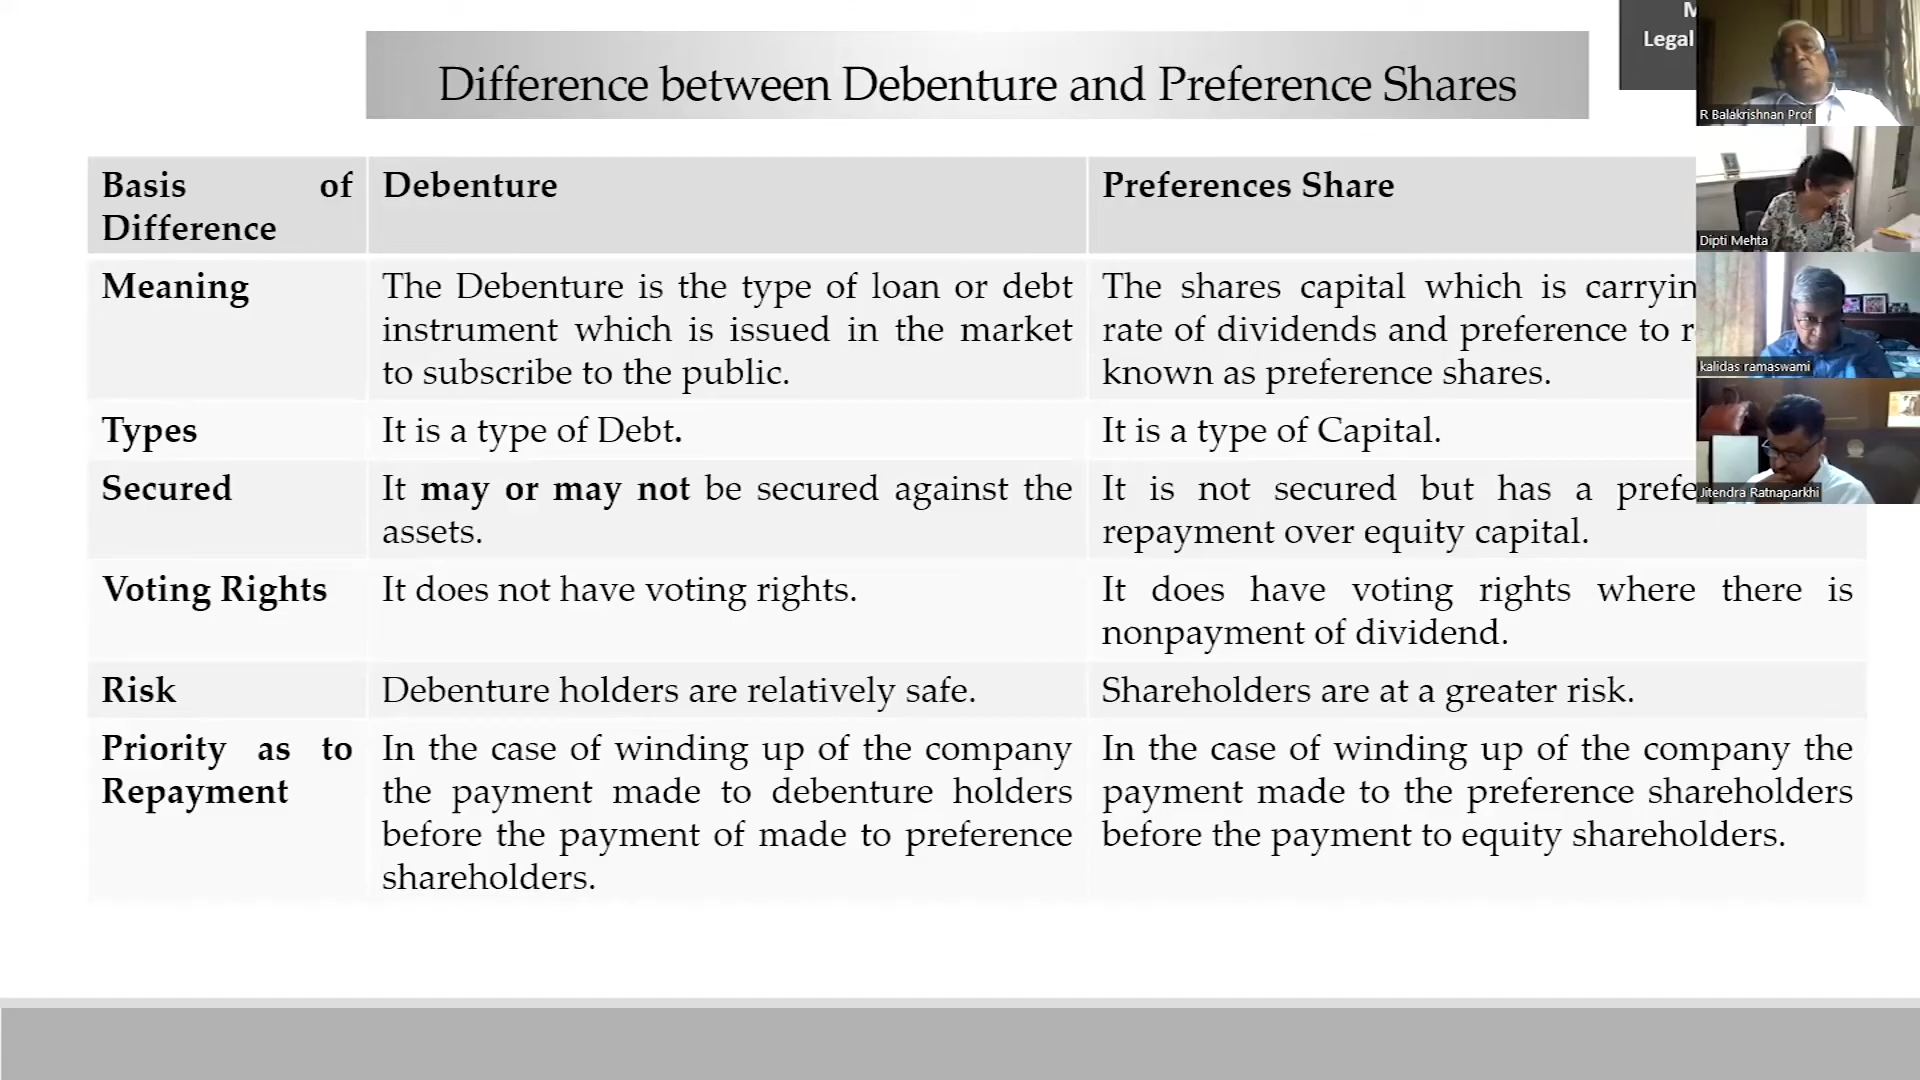 Difference between Debenture and Preference Shares
Legal
R Balakrishnan Prof
Basis of
Difference
Debenture
Preferences Share
Dipti Mehta
Meaning
The Debenture is the type of loan or debt
instrument which is issued in the market
to subscribe to the public.
The shares capital which is
rate of dividends and preference to
known as preference shares.
kalidas ramaswami
Types
It is a type of Debt.
It is a type of Capital.
Secured
It may or may not be secured against the
assets.
It is not secured but has a
repayment over equity capital.
Jitendra Ratnaparkhi
Voting Rights
It does not have voting rights.
It does have voting rights where there is
nonpayment of dividend.
Risk
Debenture holders are relatively safe.
Shareholders are at a greater risk.
Priority as to
Repayment
In the case of winding up of the company
the payment made to debenture holders
before the payment of made to preference
shareholders.
In the case of winding up of the company the
payment made to the preference shareholders
before the payment to equity shareholders.